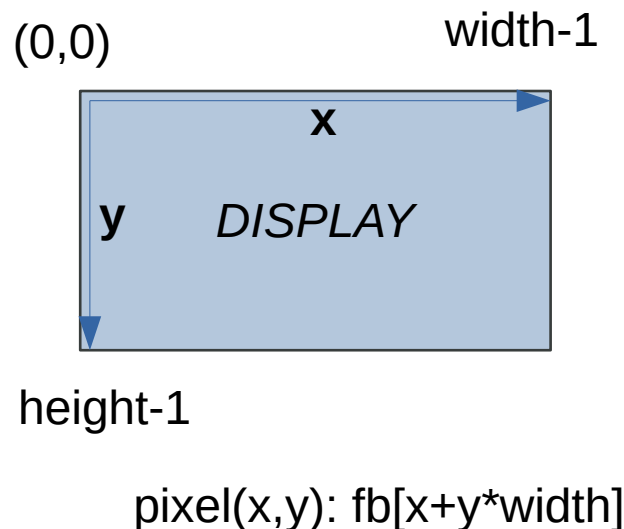 (0,0)
width-1
x
y
DISPLAY
height-1
pixel(x,y): fb[x+y*width]